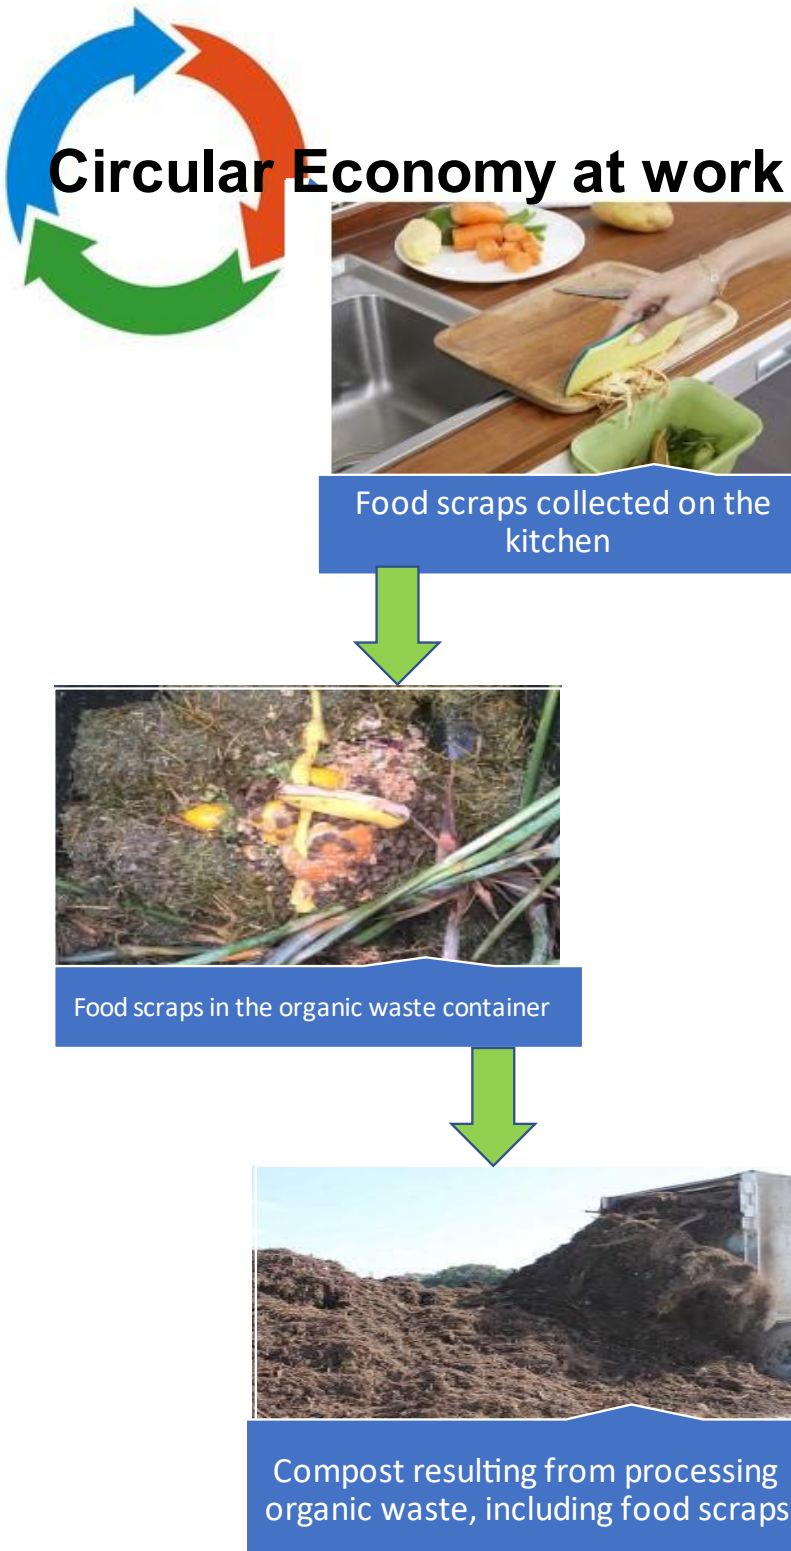 Circular Economy at work
Food scraps collected on the
kitchen
Food scraps in the organic waste container
Compost resulting from processing
organic waste, including food scraps